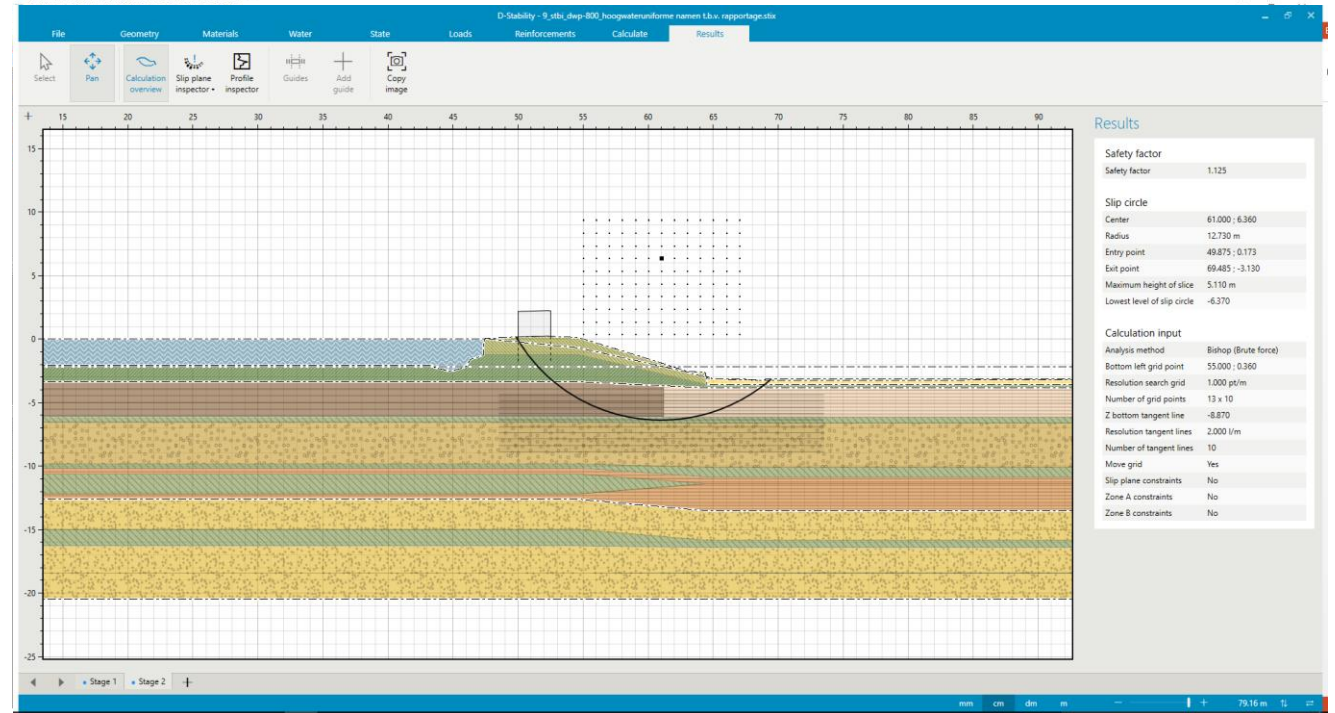 D-Stability - 9_stbi_dwp-800_hoogwateruniforme namen t.b.v. rapportage.stix
File Geometry Materials Water State Loads Reinforcements Calculate Results
Select Pan Calculation overview Slip plane inspector Profile inspector Guides Add guide Copy image
15 20 25 30 35 40 45 50 55 60 65 70 75 80 85 90
15
10
5
0
-5
-10
-15
-20
-25
Results
Safety factor
Safety factor 1.125
Slip circle
Center 61.000 ; 6.360
Radius 12.730 m
Entry point 49.875 ; 0.173
Exit point 69.485 ; -3.130
Maximum height of slice 5.110 m
Lowest level of slip circle -6.370
Calculation input
Analysis method Bishop (Brute force)
Bottom left grid point 55.000 ; 0.360
Resolution search grid 1.000 pt/m
Number of grid points 13 x 10
Z bottom tangent line -8.870
Resolution tangent lines 2.000 l/m
Number of tangent lines 10
Move grid Yes
Slip plane constraints No
Zone A constraints No
Zone B constraints No
Stage 1 Stage 2
mm cm dm m 79.16 m